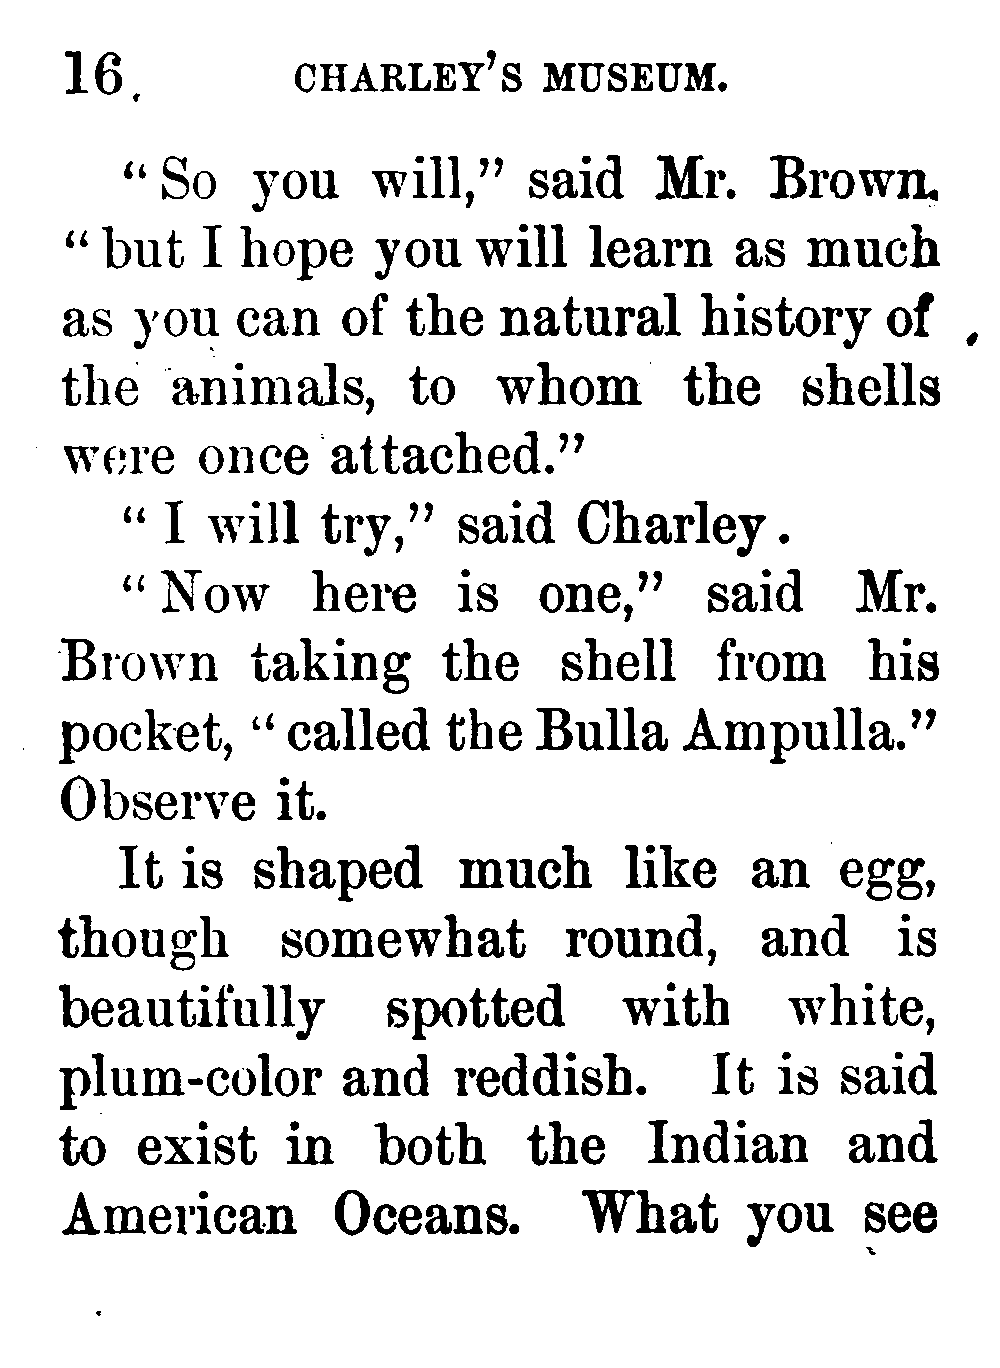 16. CHARLEY'S MUSEUM.
"So you will," said Mr. Brown,
"but I hope you will learn as much
as you can of the natural history of
the animals, to whom the shells
were once attached."
"I will try," said Charley.
"Now here is one," said Mr.
Brown taking the shell from his
pocket, "called the Bulla Ampulla."
Observe it.
It is shaped much like an egg,
though somewhat round, and is
beautifully spotted with white,
plum-color and reddish. It is said
to exist in both the Indian and
American Oceans. What you see